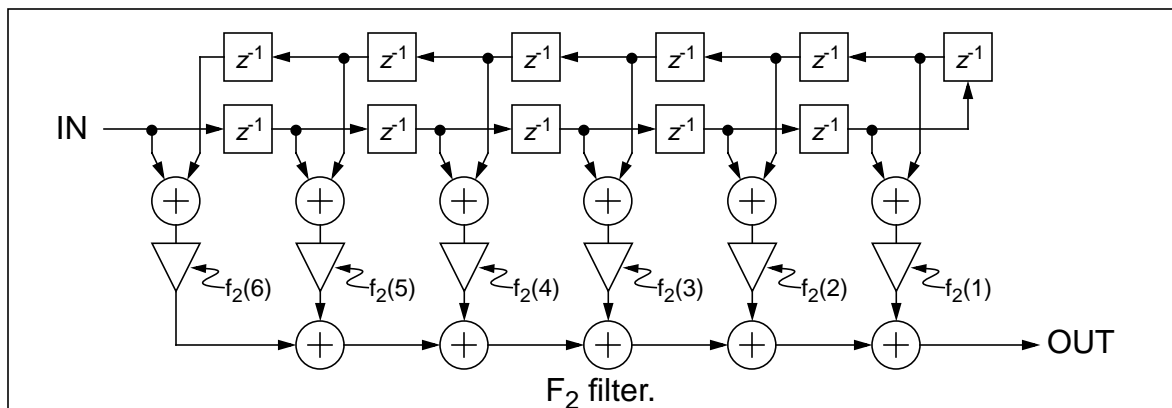 z⁻¹ z⁻¹ z⁻¹ z⁻¹ z⁻¹ z⁻¹
IN z⁻¹ z⁻¹ z⁻¹ z⁻¹ z⁻¹
+ + + + + +
f₂(6) f₂(5) f₂(4) f₂(3) f₂(2) f₂(1)
+ + + + + OUT
F₂ filter.